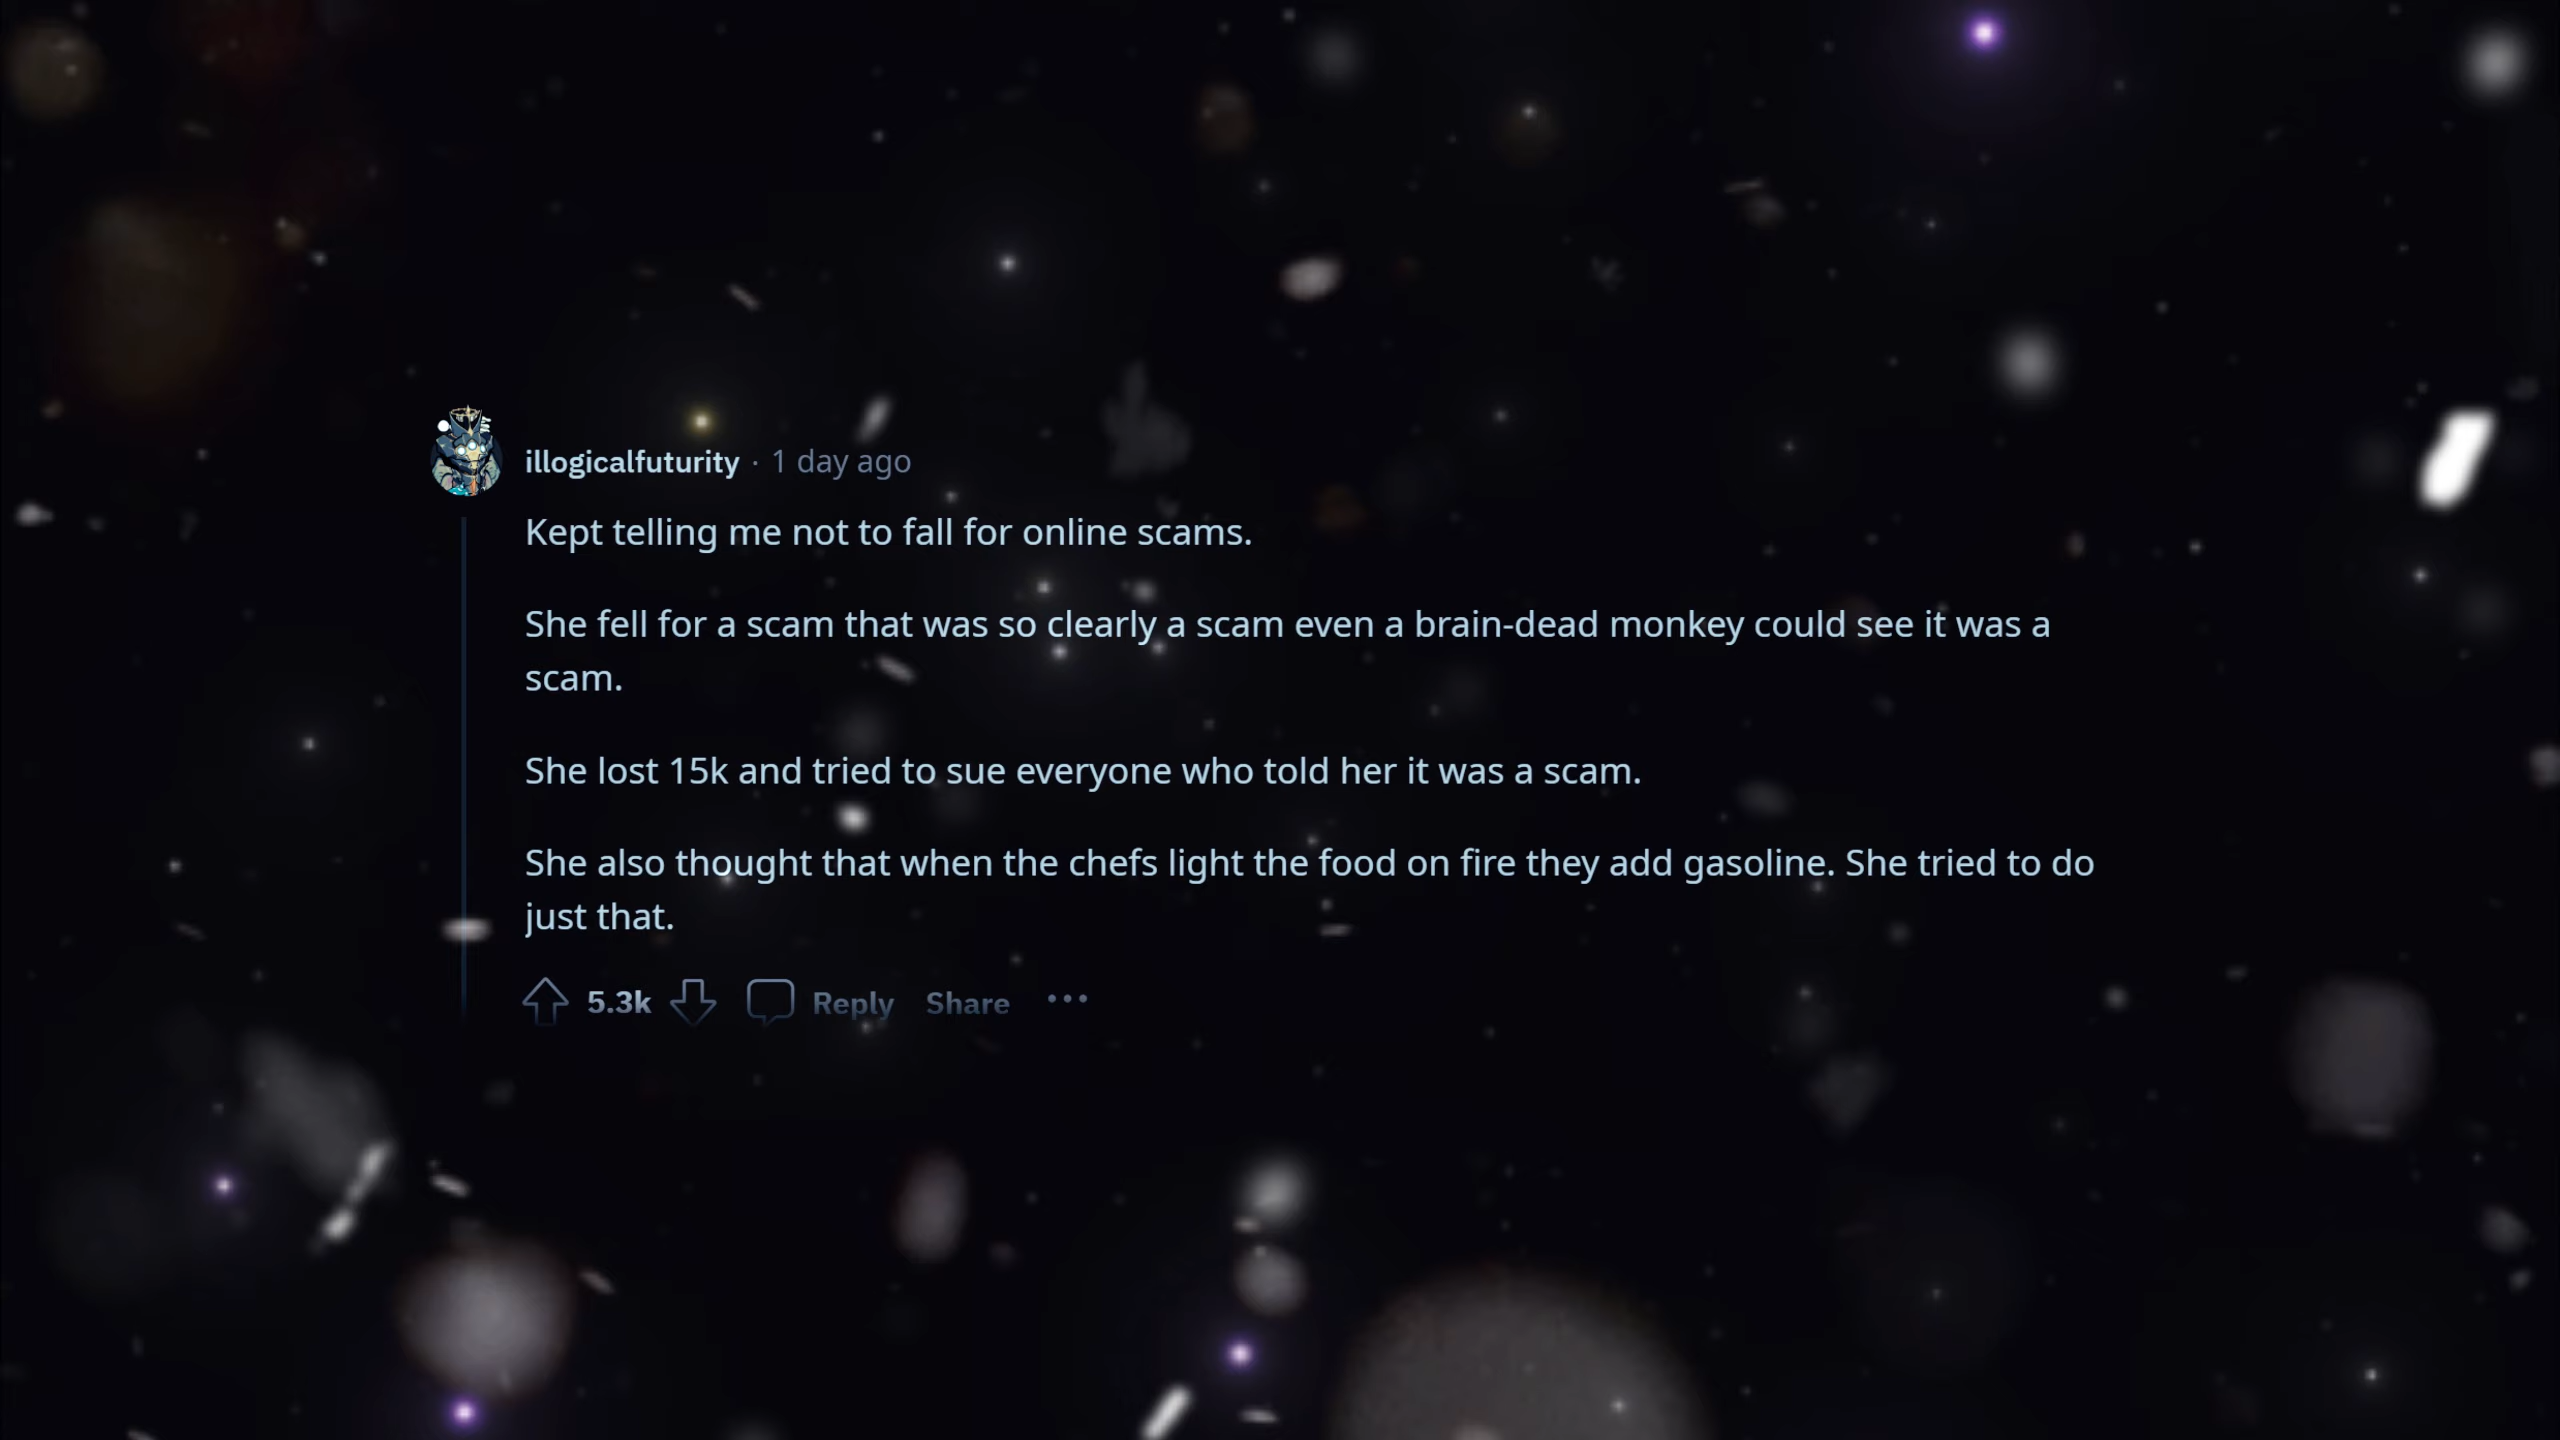 illogicalfuturity · 1 day ago
Kept telling me not to fall for online scams.
She fell for a scam that was so clearly a scam even a brain-dead monkey could see it was a
scam.
She lost 15k and tried to sue everyone who told her it was a scam.
She also thought that when the chefs light the food on fire they add gasoline. She tried to do
just that.
5.3k Reply Share ···